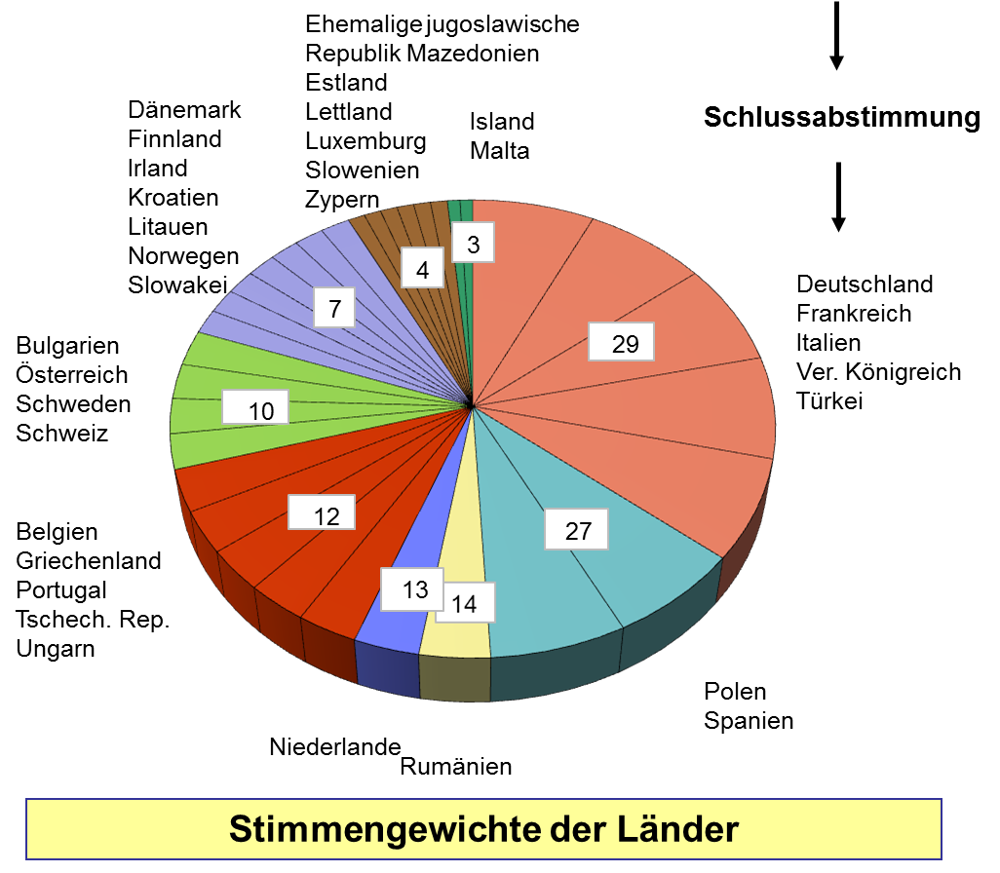 Ehemalige jugoslawische
Republik Mazedonien
Estland
Lettland
Luxemburg
Slowenien
Zypern
Island
Malta
Schlussabstimmung
Dänemark
Finnland
Irland
Kroatien
Litauen
Norwegen
Slowakei
Deutschland
Frankreich
Italien
Ver. Königreich
Türkei
Bulgarien
Österreich
Schweden
Schweiz
3
4
7
29
10
12
27
13
14
Belgien
Griechenland
Portugal
Tschech. Rep.
Ungarn
Polen
Spanien
Niederlande
Rumänien
Stimmengewichte der Länder